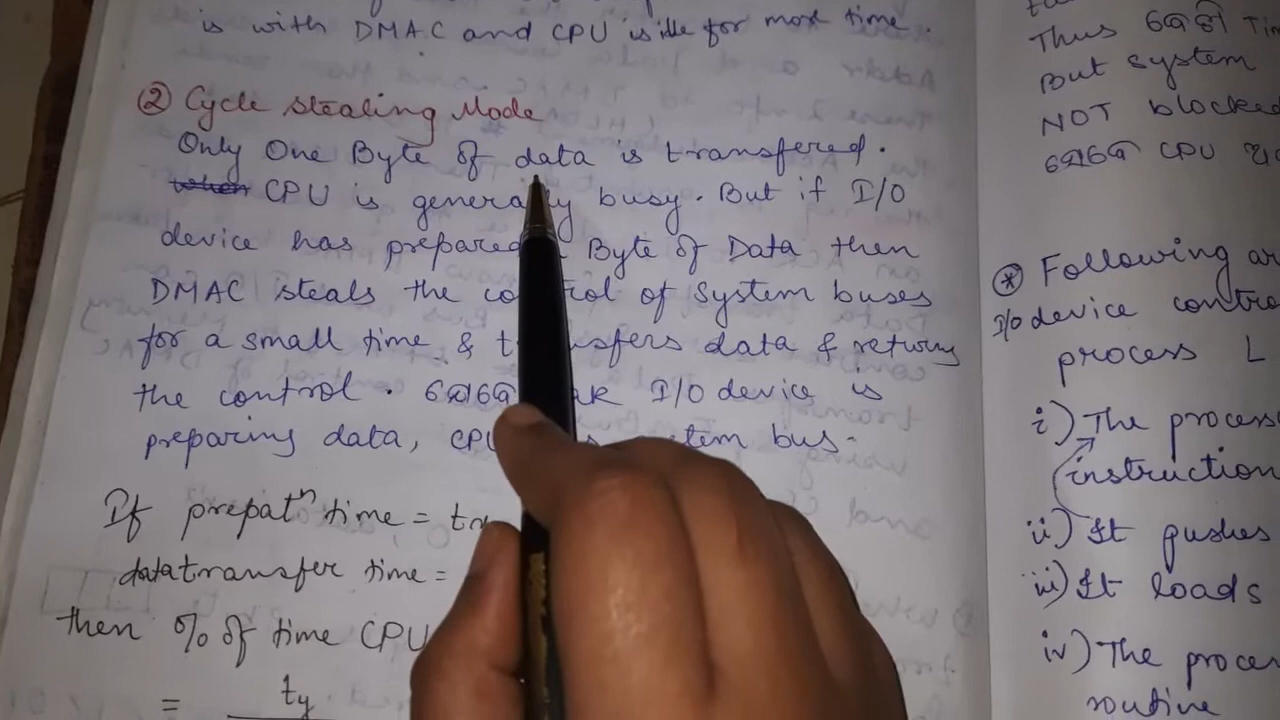 is with DMAC and CPU is idle for most time.
② Cycle Stealing Mode
Only One Byte of data is transfered.
CPU is generally busy. But if I/O
device has prepared Byte of Data then
DMAC steals the control of System buses
for a small time & transfers data & returns
the control. I/O device is
preparing data, CPU system bus.
If prepatⁿ time =
datatransfer time =
then % of time CPU
= ty
Thus
But system
NOT blocked
CPU
⊛ Following ar
I/O device contro
process L
i) The process
instruction
ii) It pushes
iii) It loads
iv) The proce
routine